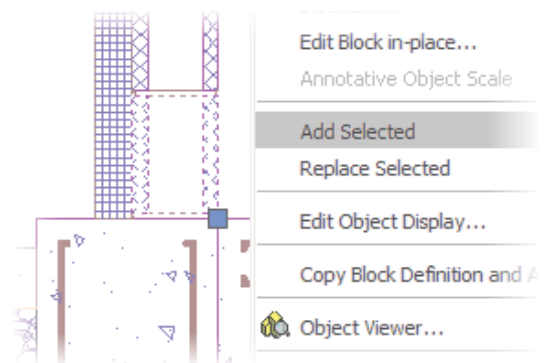 Edit Block in-place...
Annotative Object Scale
Add Selected
Replace Selected
Edit Object Display...
Copy Block Definition and A
Object Viewer...